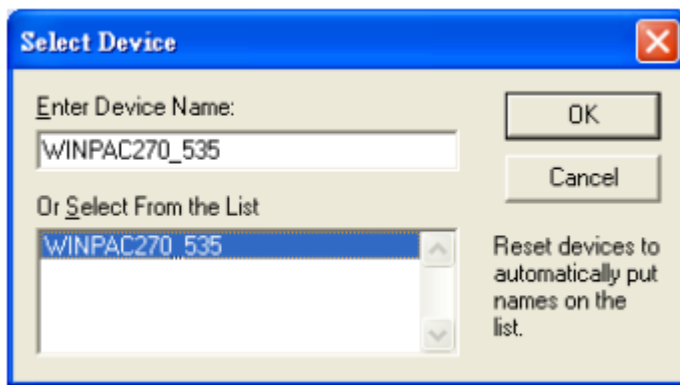 Select Device
Enter Device Name:
OK
WINPAC270_535
Cancel
Or Select From the List
WINPAC270_535
Reset devices to
automatically put
names on the
list.